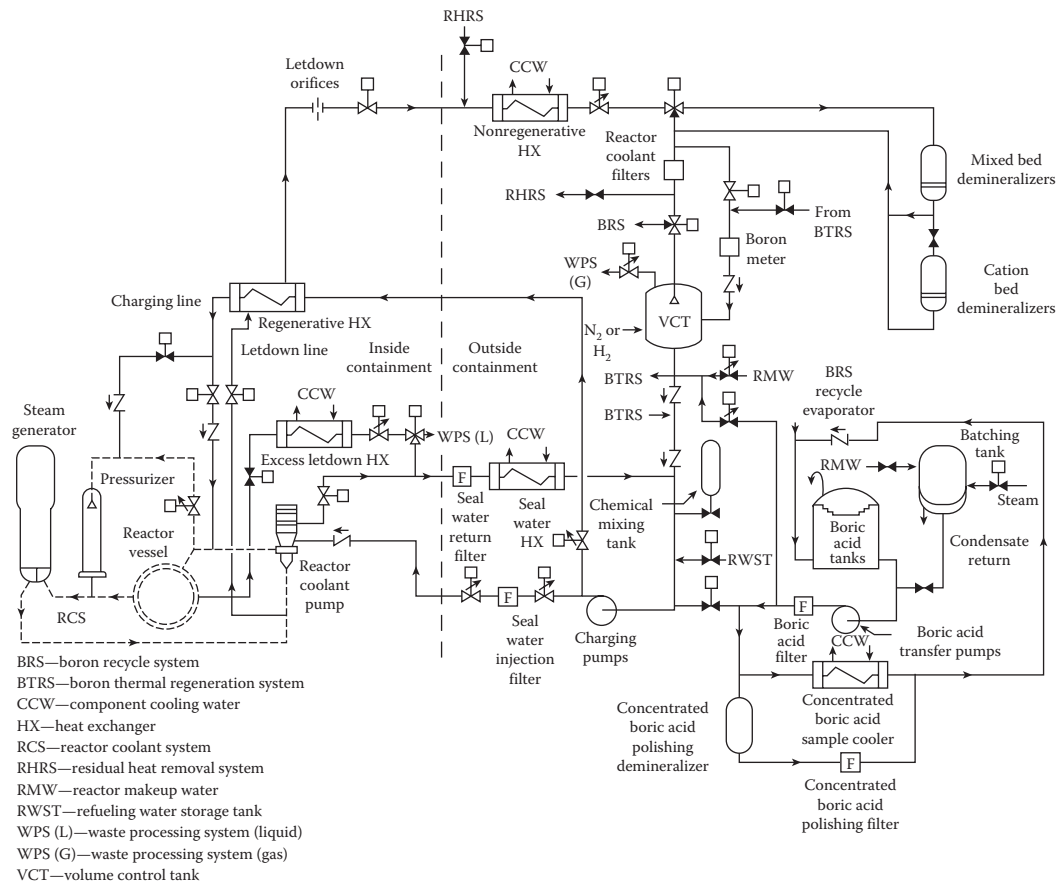 RHRS
Letdown
orifices
CCW
Nonregenerative
HX
Reactor
coolant
filters
Mixed bed
demineralizers
RHRS
From
BTRS
BRS
Boron
meter
WPS
(G)
Cation
bed
demineralizers
Charging line
Regenerative HX
VCT
N2 or
H2
Letdown line
Inside
containment
Outside
containment
BTRS
RMW
BRS
recycle
evaporator
CCW
BTRS
Steam
generator
WPS (L)
CCW
Batching
tank
Excess letdown HX
RMW
Pressurizer
F
Steam
Seal
water
return
filter
Seal
water
HX
Chemical
mixing
tank
Boric
acid
tanks
Condensate
return
Reactor
vessel
Reactor
coolant
pump
RWST
RCS
F
F
Seal
water
injection
filter
Charging
pumps
Boric
acid
filter
CCW
Boric acid
transfer pumps
Concentrated
boric acid
polishing
demineralizer
Concentrated
boric acid
sample cooler
F
Concentrated
boric acid
polishing filter
BRS—boron recycle system
BTRS—boron thermal regeneration system
CCW—component cooling water
HX—heat exchanger
RCS—reactor coolant system
RHRS—residual heat removal system
RMW—reactor makeup water
RWST—refueling water storage tank
WPS (L)—waste processing system (liquid)
WPS (G)—waste processing system (gas)
VCT—volume control tank